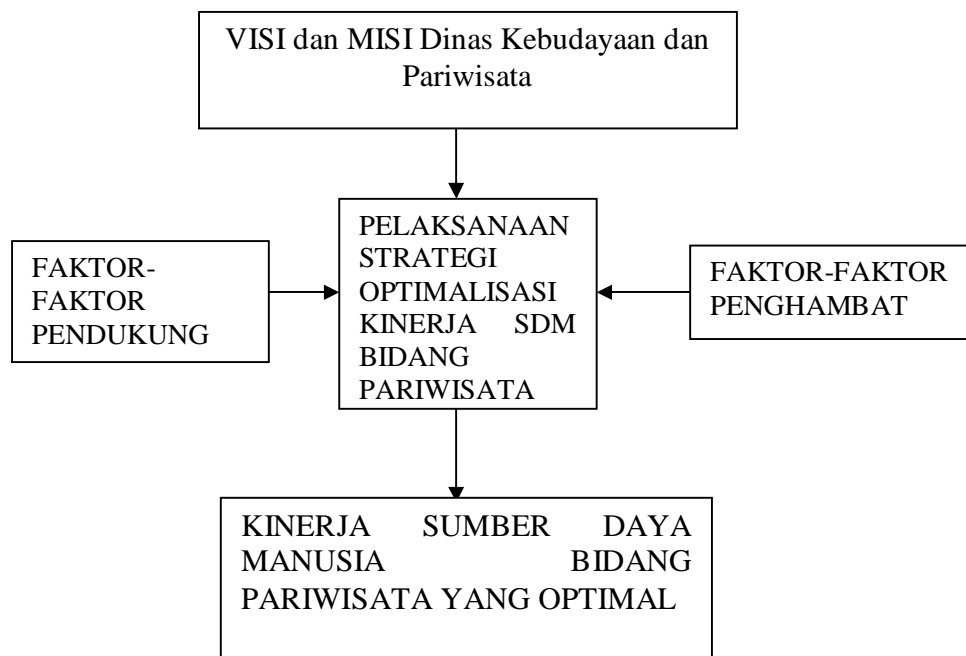 VISI dan MISI Dinas Kebudayaan dan
Pariwisata
PELAKSANAAN
STRATEGI
OPTIMALISASI
KINERJA SDM
BIDANG
PARIWISATA
FAKTOR-
FAKTOR
PENDUKUNG
FAKTOR-FAKTOR
PENGHAMBAT
KINERJA SUMBER DAYA
MANUSIA BIDANG
PARIWISATA YANG OPTIMAL